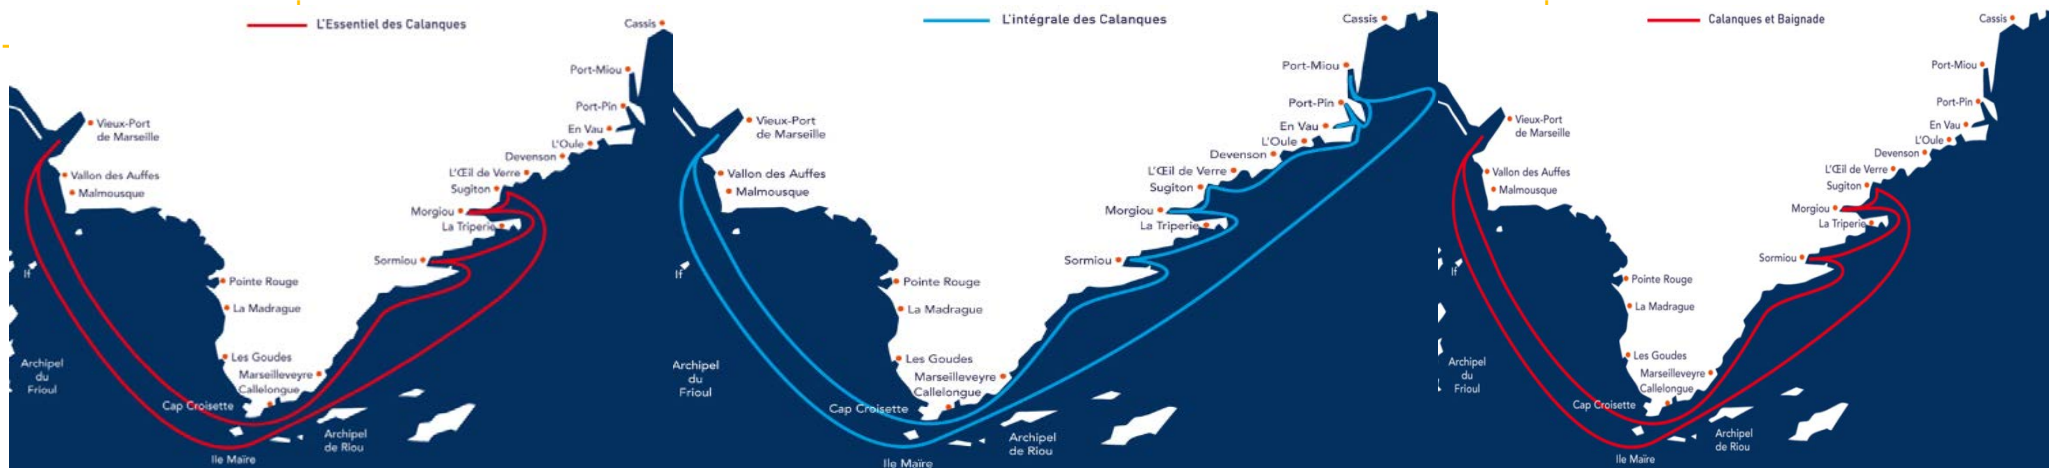 L'Essentiel des Calanques
Cassis
Port-Miou
Port-Pin
En Vau
L'Oule
Devenson
L'Œil de Verre
Sugiton
Morgiou
La Triperie
Sormiou
Vieux-Port
de Marseille
Vallon des Auffes
Malmousque
If
Pointe Rouge
La Madrague
Les Goudes
Marseilleveyre
Callelongue
Cap Croisette
Archipel
du
Frioul
Archipel
de Riou
Ile Maïre
L'intégrale des Calanques
Cassis
Port-Miou
Port-Pin
En Vau
L'Oule
Devenson
L'Œil de Verre
Sugiton
Morgiou
La Triperie
Sormiou
Vieux-Port
de Marseille
Vallon des Auffes
Malmousque
If
Pointe Rouge
La Madrague
Les Goudes
Marseilleveyre
Callelongue
Cap Croisette
Archipel
du
Frioul
Archipel
de Riou
Ile Maïre
Calanques et Baignade
Cassis
Port-Miou
Port-Pin
En Vau
L'Oule
Devenson
L'Œil de Verre
Sugiton
Morgiou
La Triperie
Sormiou
Vieux-Port
de Marseille
Vallon des Auffes
Malmousque
If
Pointe Rouge
La Madrague
Les Goudes
Marseilleveyre
Callelongue
Cap Croisette
Archipel
du
Frioul
Archipel
de Riou
Ile Maïre